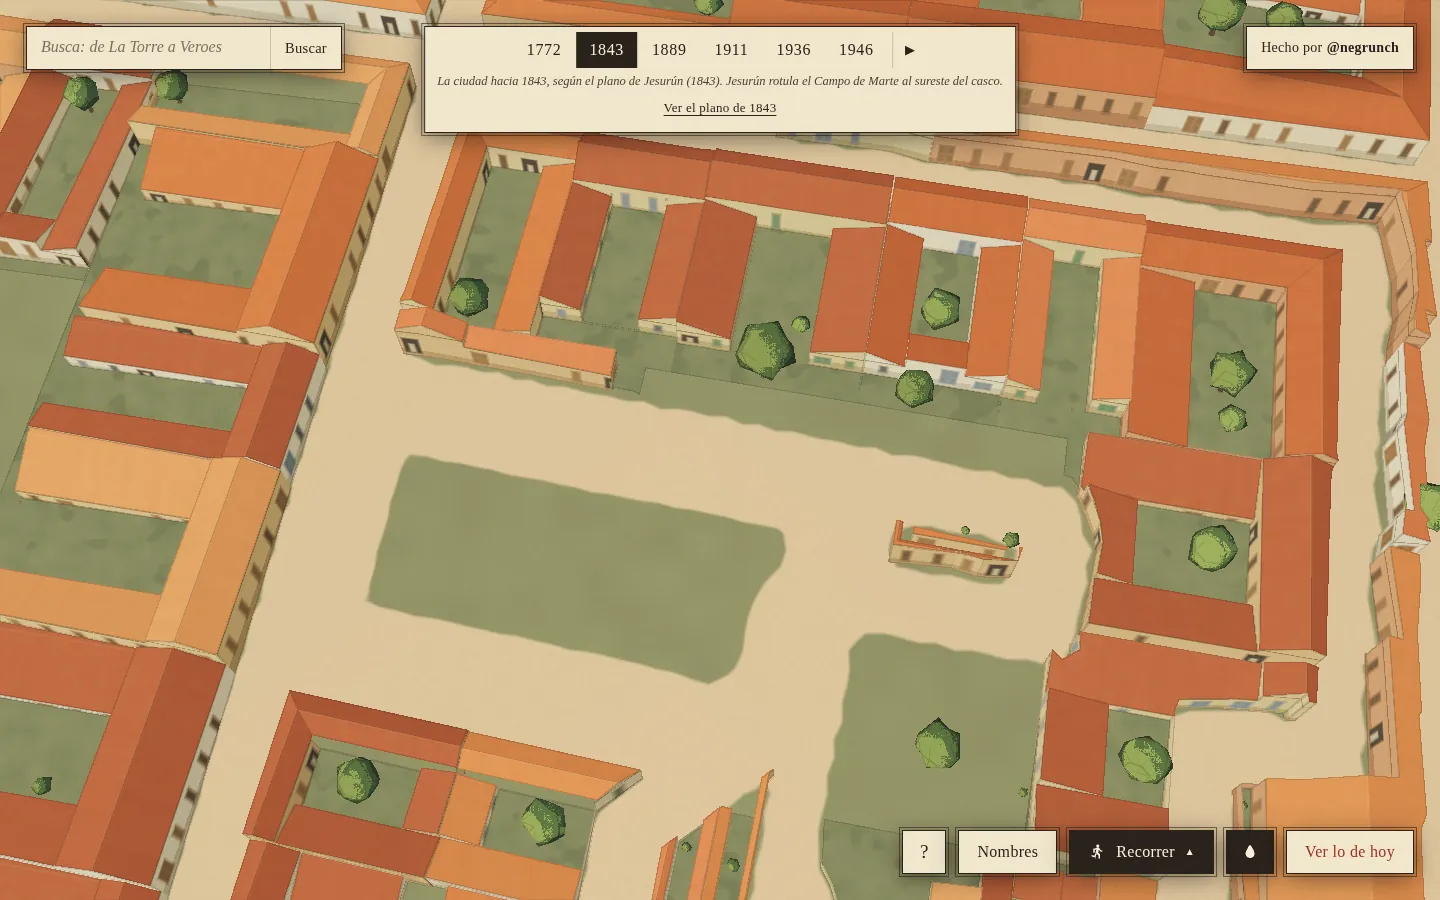 Busca: de La Torre a Veroes
Buscar
1772 1843 1889 1911 1936 1946 ▶
La ciudad hacia 1843, según el plano de Jesurún (1843). Jesurún rotula el Campo de Marte al sureste del casco.
Ver el plano de 1843
Hecho por @negrunch
?
Nombres
Recorrer ▲
Ver lo de hoy